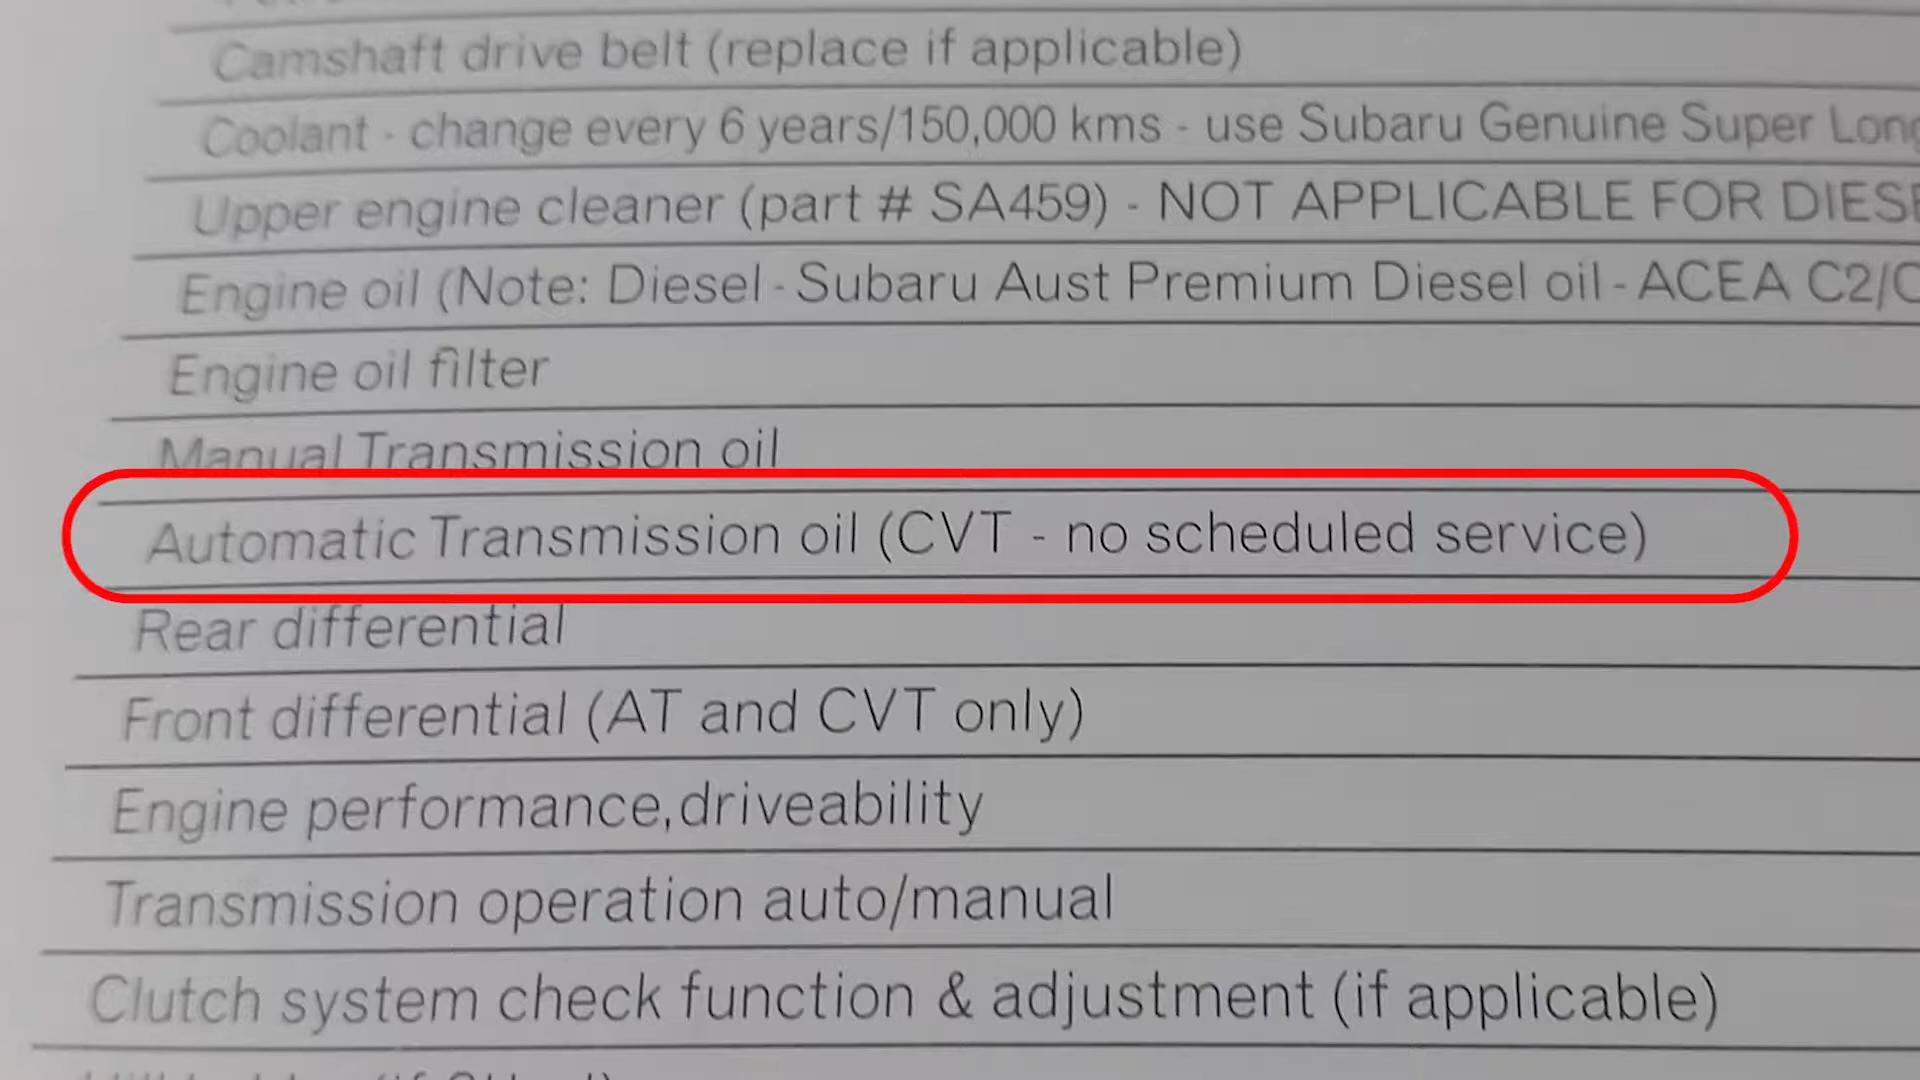 Camshaft drive belt (replace if applicable)
Coolant - change every 6 years/150,000 kms - use Subaru Genuine Super Long
Upper engine cleaner (part # SA459) - NOT APPLICABLE FOR DIESE
Engine oil (Note: Diesel - Subaru Aust Premium Diesel oil - ACEA C2/C
Engine oil filter
Manual Transmission oil
Automatic Transmission oil (CVT - no scheduled service)
Rear differential
Front differential (AT and CVT only)
Engine performance,driveability
Transmission operation auto/manual
Clutch system check function & adjustment (if applicable)